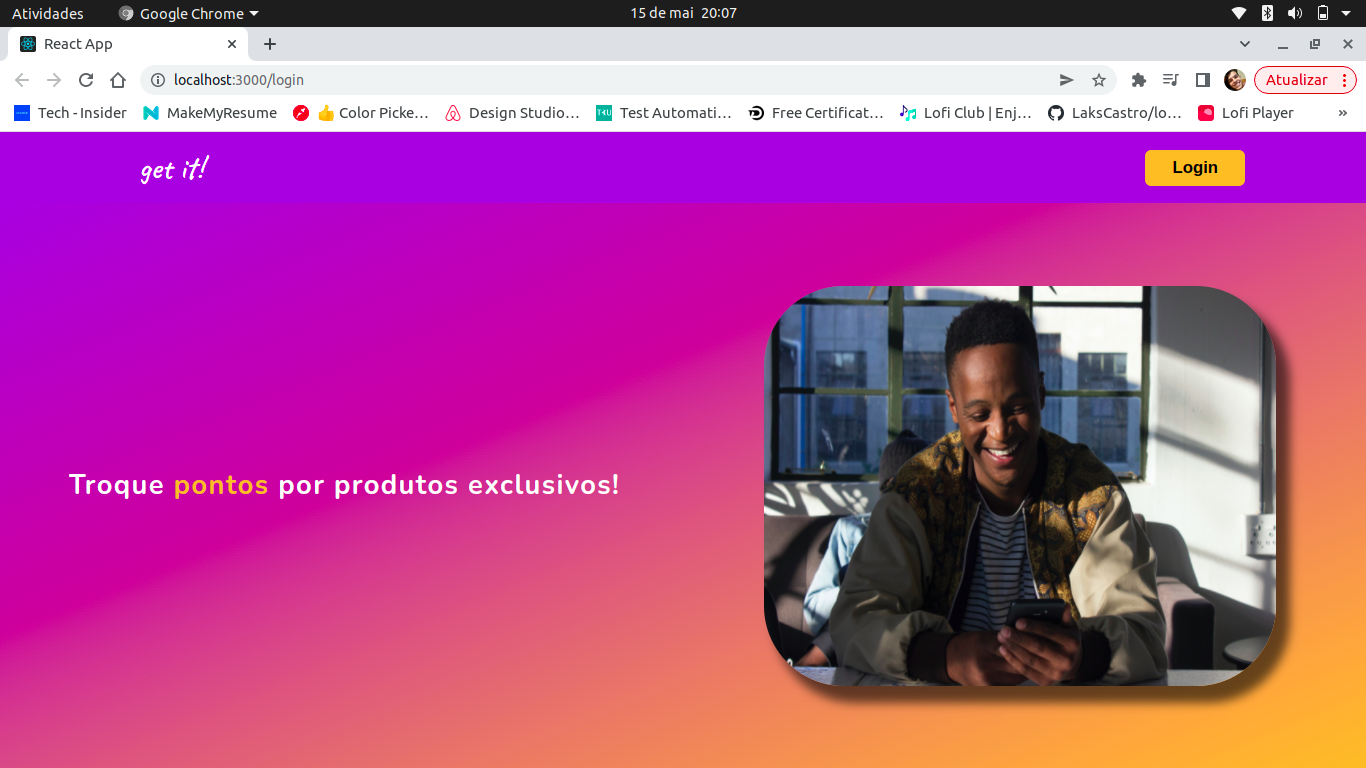 Atividades
Google Chrome
15 de mai 20:07
React App
localhost:3000/login
Atualizar
Tech - Insider
MakeMyResume
👍 Color Picke…
Design Studio…
T4U
Test Automati…
Free Certificat…
Lofi Club | Enj…
LaksCastro/lo…
Lofi Player
»
get it!
Login
Troque pontos por produtos exclusivos!